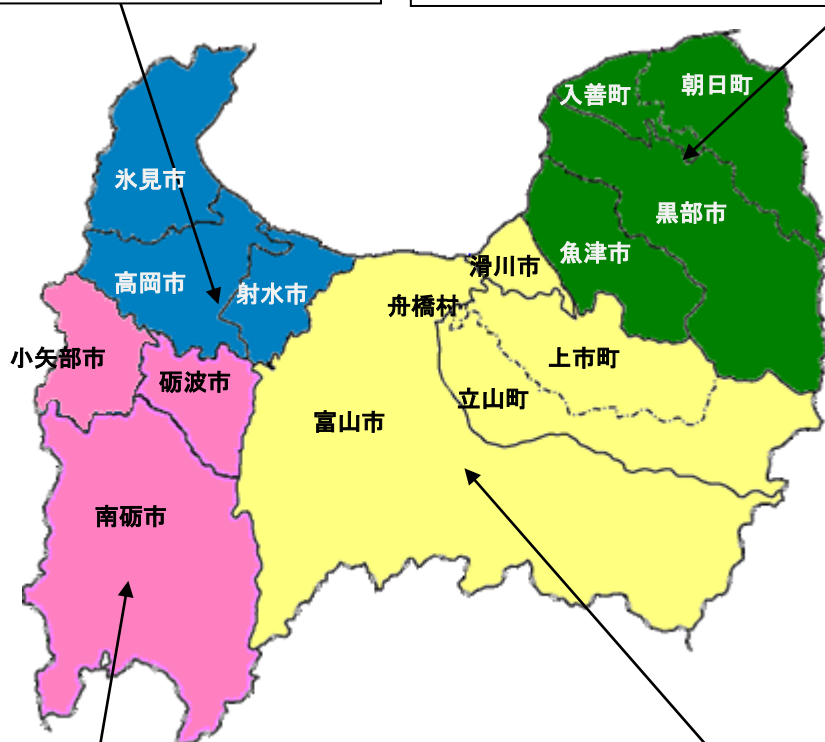 入善町
朝日町
氷見市
黒部市
魚津市
滑川市
高岡市
射水市
舟橋村
小矢部市
上市町
砺波市
立山町
富山市
南砺市